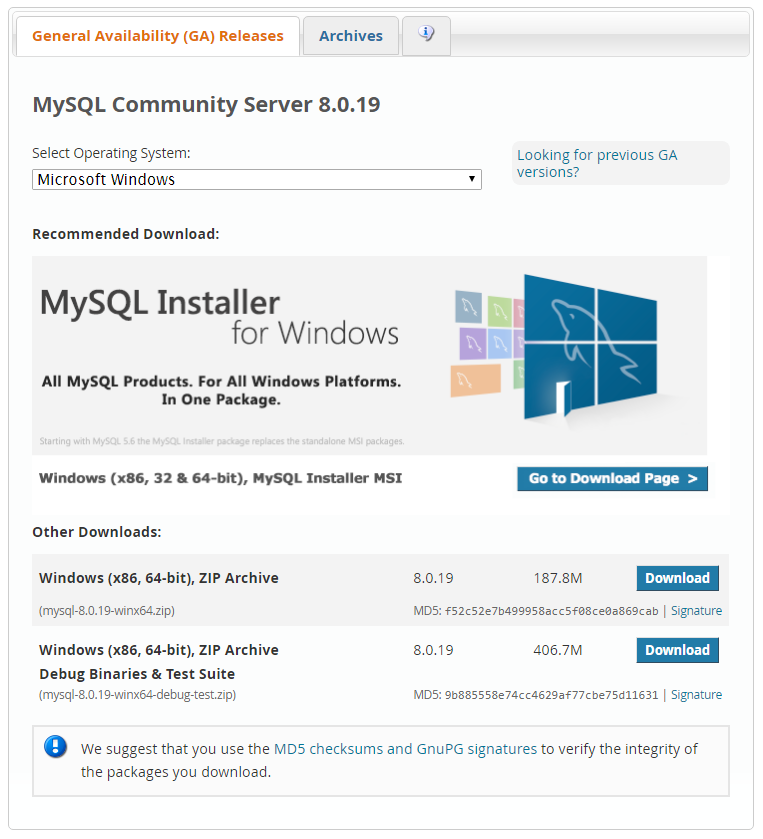 General Availability (GA) Releases
Archives
MySQL Community Server 8.0.19
Select Operating System:
Looking for previous GA
versions?
Microsoft Windows
Recommended Download:
MySQL Installer
for Windows
All MySQL Products. For All Windows Platforms.
In One Package.
Starting with MySQL 5.6 the MySQL Installer package replaces the standalone MSI packages.
Windows (x86, 32 & 64-bit), MySQL Installer MSI
Go to Download Page >
Other Downloads:
Windows (x86, 64-bit), ZIP Archive 8.0.19 187.8M Download
(mysql-8.0.19-winx64.zip) MD5: f52c52e7b499958acc5f08ce0a869cab | Signature
Windows (x86, 64-bit), ZIP Archive 8.0.19 406.7M Download
Debug Binaries & Test Suite
(mysql-8.0.19-winx64-debug-test.zip) MD5: 9b885558e74cc4629af77cbe75d11631 | Signature
We suggest that you use the MD5 checksums and GnuPG signatures to verify the integrity of
the packages you download.